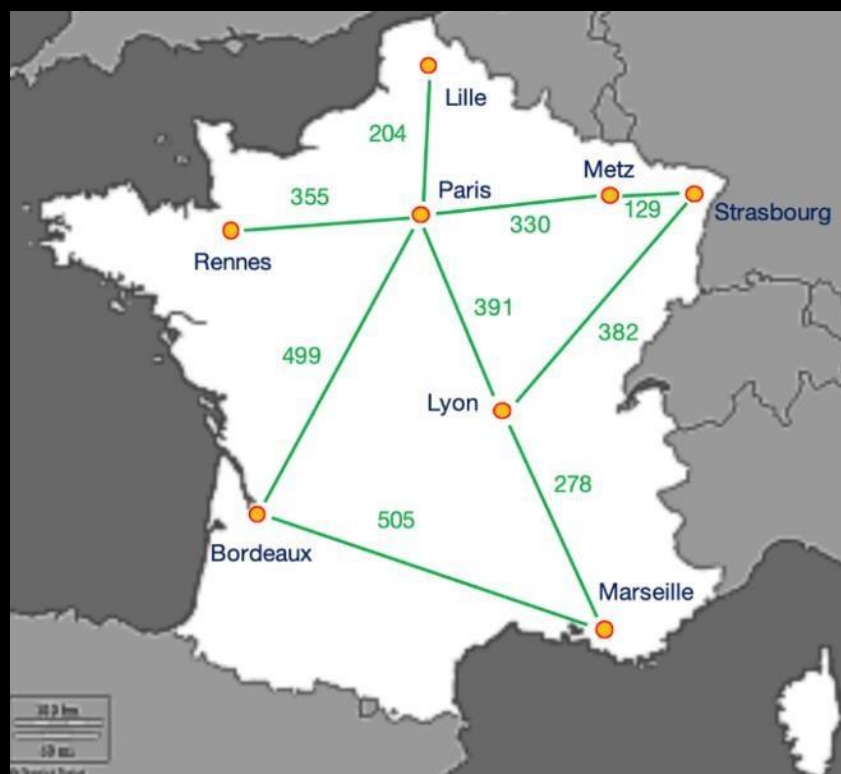 Lille
204
Metz
Paris
355
129
Strasbourg
330
Rennes
391
382
499
Lyon
278
505
Bordeaux
Marseille